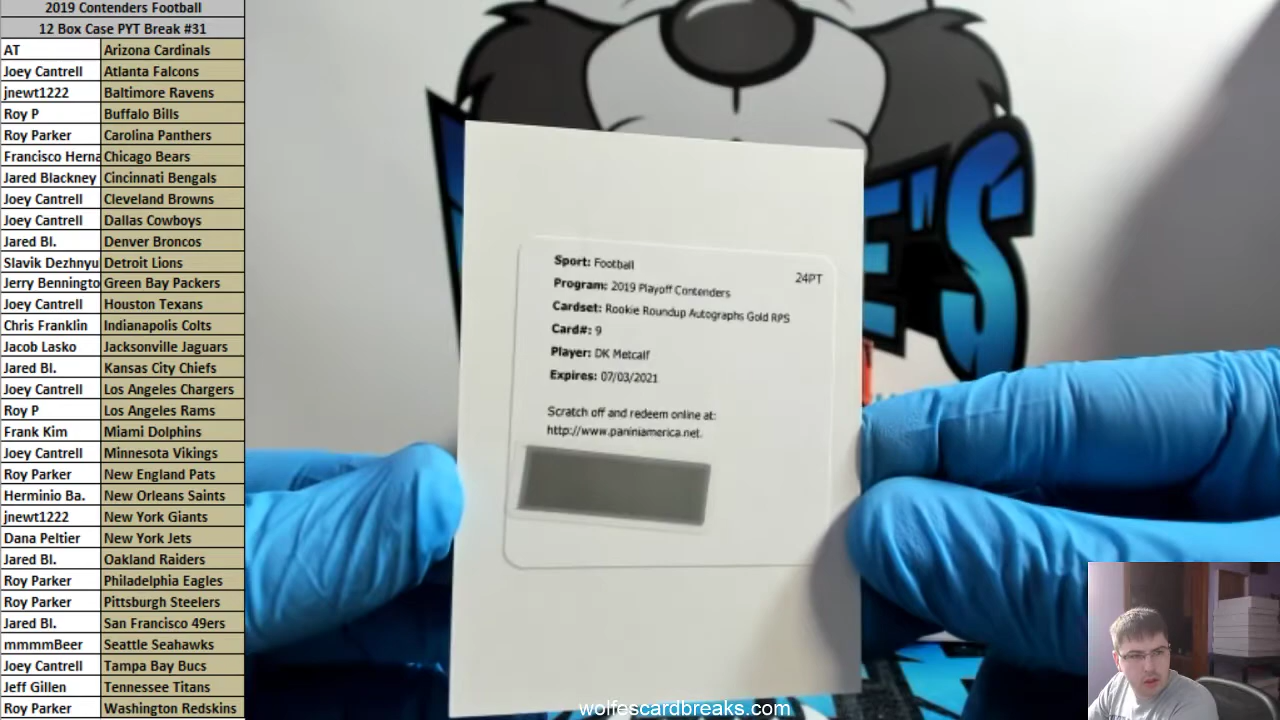 2019 Contenders Football
12 Box Case PYT Break #31
AT Arizona Cardinals
Joey Cantrell Atlanta Falcons
jnewt1222 Baltimore Ravens
Roy P Buffalo Bills
Roy Parker Carolina Panthers
Francisco Herna Chicago Bears
Jared Blackney Cincinnati Bengals
Joey Cantrell Cleveland Browns
Joey Cantrell Dallas Cowboys
Jared Bl. Denver Broncos
Slavik Dezhnyu Detroit Lions
Jerry Benningto Green Bay Packers
Joey Cantrell Houston Texans
Chris Franklin Indianapolis Colts
Jacob Lasko Jacksonville Jaguars
Jared Bl. Kansas City Chiefs
Joey Cantrell Los Angeles Chargers
Roy P Los Angeles Rams
Frank Kim Miami Dolphins
Joey Cantrell Minnesota Vikings
Roy Parker New England Pats
Herminio Ba. New Orleans Saints
jnewt1222 New York Giants
Dana Peltier New York Jets
Jared Bl. Oakland Raiders
Roy Parker Philadelphia Eagles
Roy Parker Pittsburgh Steelers
Jared Bl. San Francisco 49ers
mmmmBeer Seattle Seahawks
Joey Cantrell Tampa Bay Bucs
Jeff Gillen Tennessee Titans
Roy Parker Washington Redskins
E'S
Sport: Football
24PT
Program: 2019 Playoff Contenders
Cardset: Rookie Roundup Autographs Gold RPS
Card#: 9
Player: DK Metcalf
Expires: 07/03/2021
Scratch off and redeem online at:
http://www.paniniamerica.net.
wolfescardbreaks.com